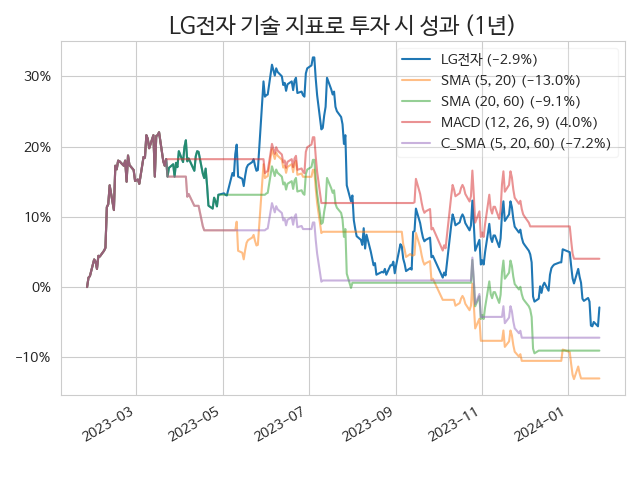 LG전자 기술 지표로 투자 시 성과 (1년)
LG전자 (−2.9%)
SMA (5, 20) (−13.0%)
SMA (20, 60) (−9.1%)
MACD (12, 26, 9) (4.0%)
C_SMA (5, 20, 60) (−7.2%)
30%
20%
10%
0%
−10%
2023−03
2023−05
2023−07
2023−09
2023−11
2024−01